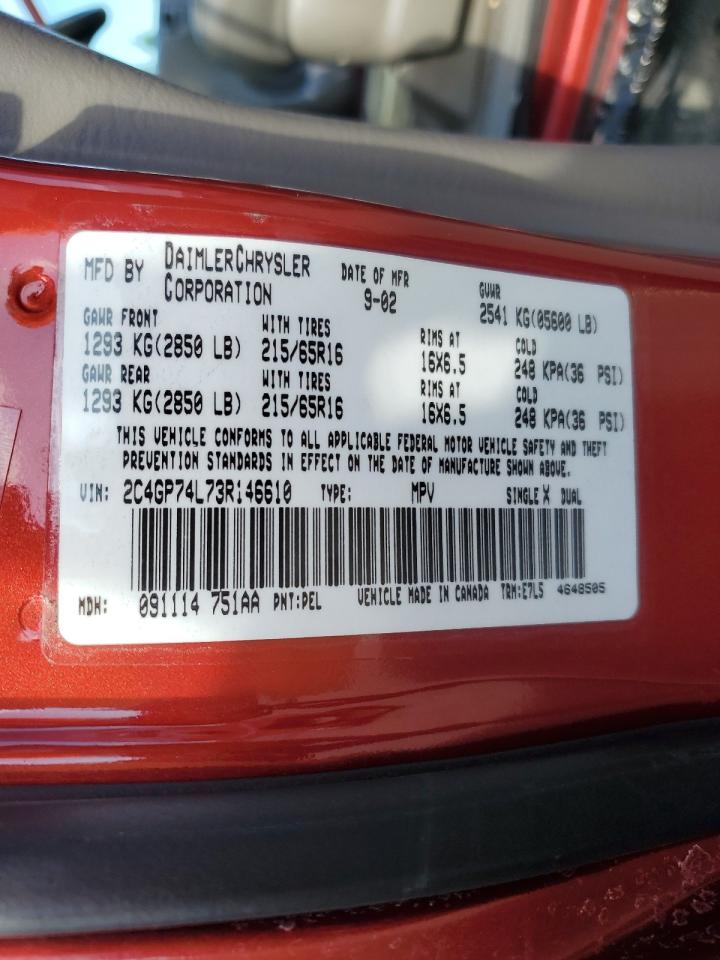 MFD BY DAIMLERCHRYSLER CORPORATION
DATE OF MFR 9-02
GVWR 2541 KG(05600 LB)
GAWR FRONT WITH TIRES RIMS AT COLD
1293 KG(2850 LB) 215/65R16 16X6.5 248 KPA(36 PSI)
GAWR REAR WITH TIRES RIMS AT COLD
1293 KG(2850 LB) 215/65R16 16X6.5 248 KPA(36 PSI)
THIS VEHICLE CONFORMS TO ALL APPLICABLE FEDERAL MOTOR VEHICLE SAFETY AND THEFT
PREVENTION STANDARDS IN EFFECT ON THE DATE OF MANUFACTURE SHOWN ABOVE.
VIN: 2C4GP74L73R146610 TYPE: MPV SINGLE X DUAL
MDH: 091114 751AA PNT:PEL VEHICLE MADE IN CANADA TRM:E7L5 4648505